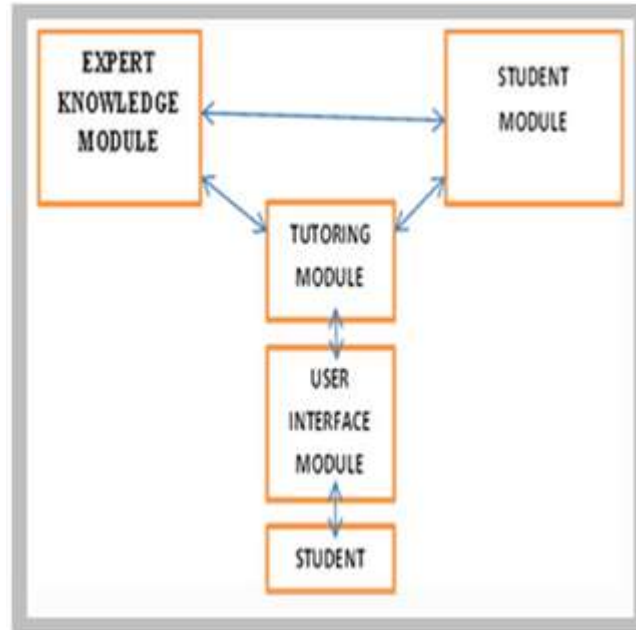 EXPERT
KNOWLEDGE
MODULE
STUDENT
MODULE
TUTORING
MODULE
USER
INTERFACE
MODULE
STUDENT